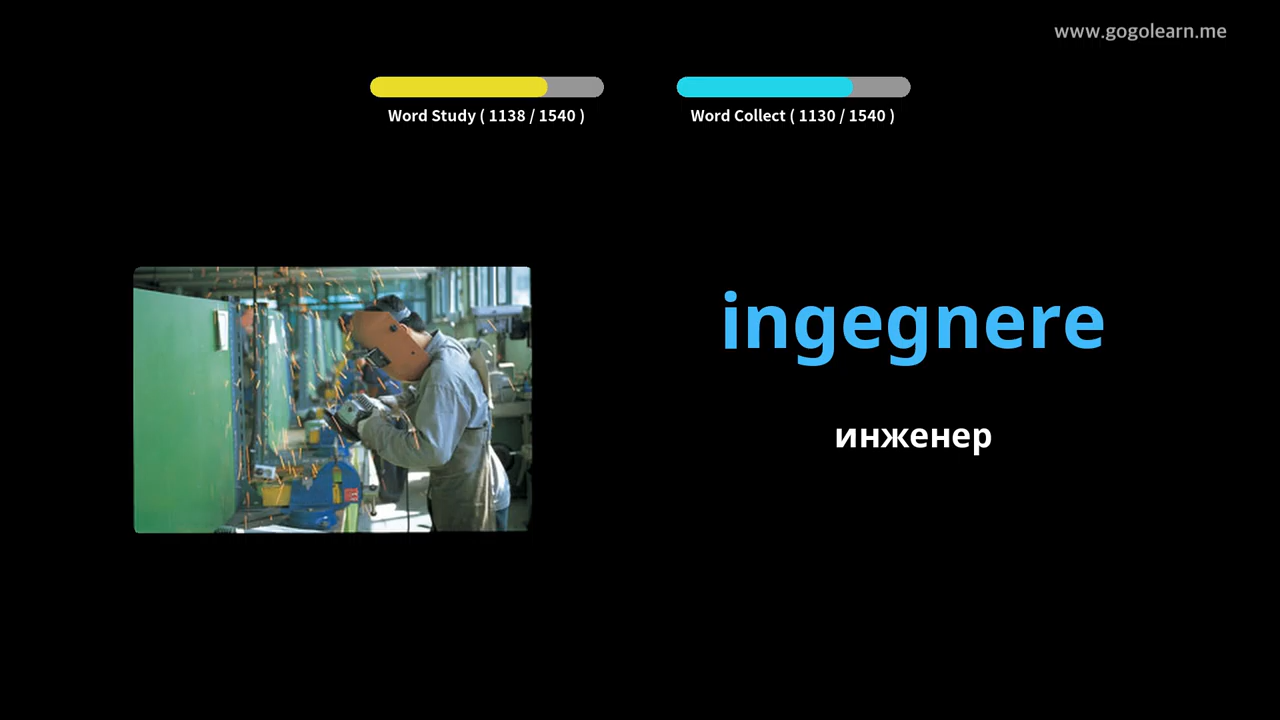 www.gogolearn.me
Word Study ( 1138 / 1540 )
Word Collect ( 1130 / 1540 )
ingegnere
инженер